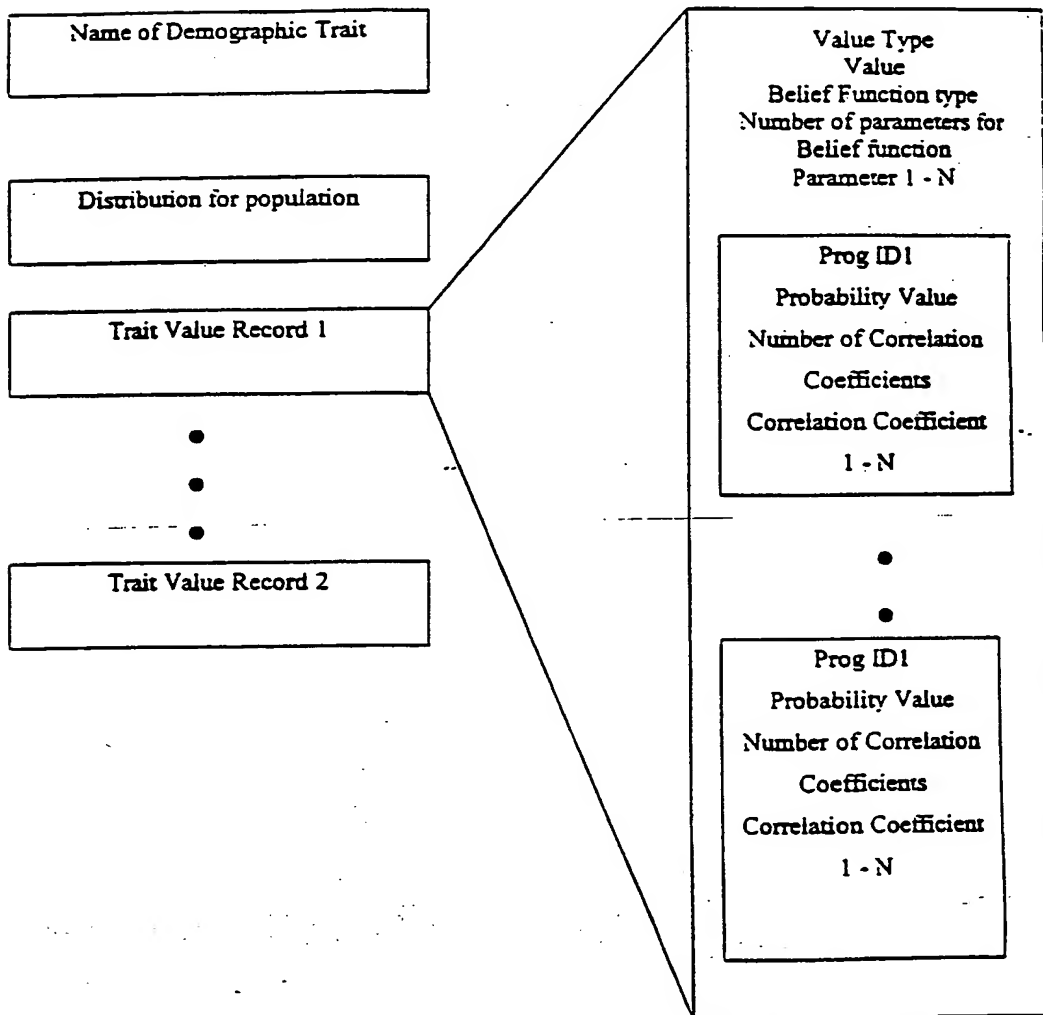 Name of Demographic Trait
Distribution for population
Trait Value Record 1
Trait Value Record 2
Value Type
Value
Belief Function type
Number of parameters for
Belief function
Parameter 1 - N
Prog ID1
Probability Value
Number of Correlation
Coefficients
Correlation Coefficient
1 - N
Prog ID1
Probability Value
Number of Correlation
Coefficients
Correlation Coefficient
1 - N